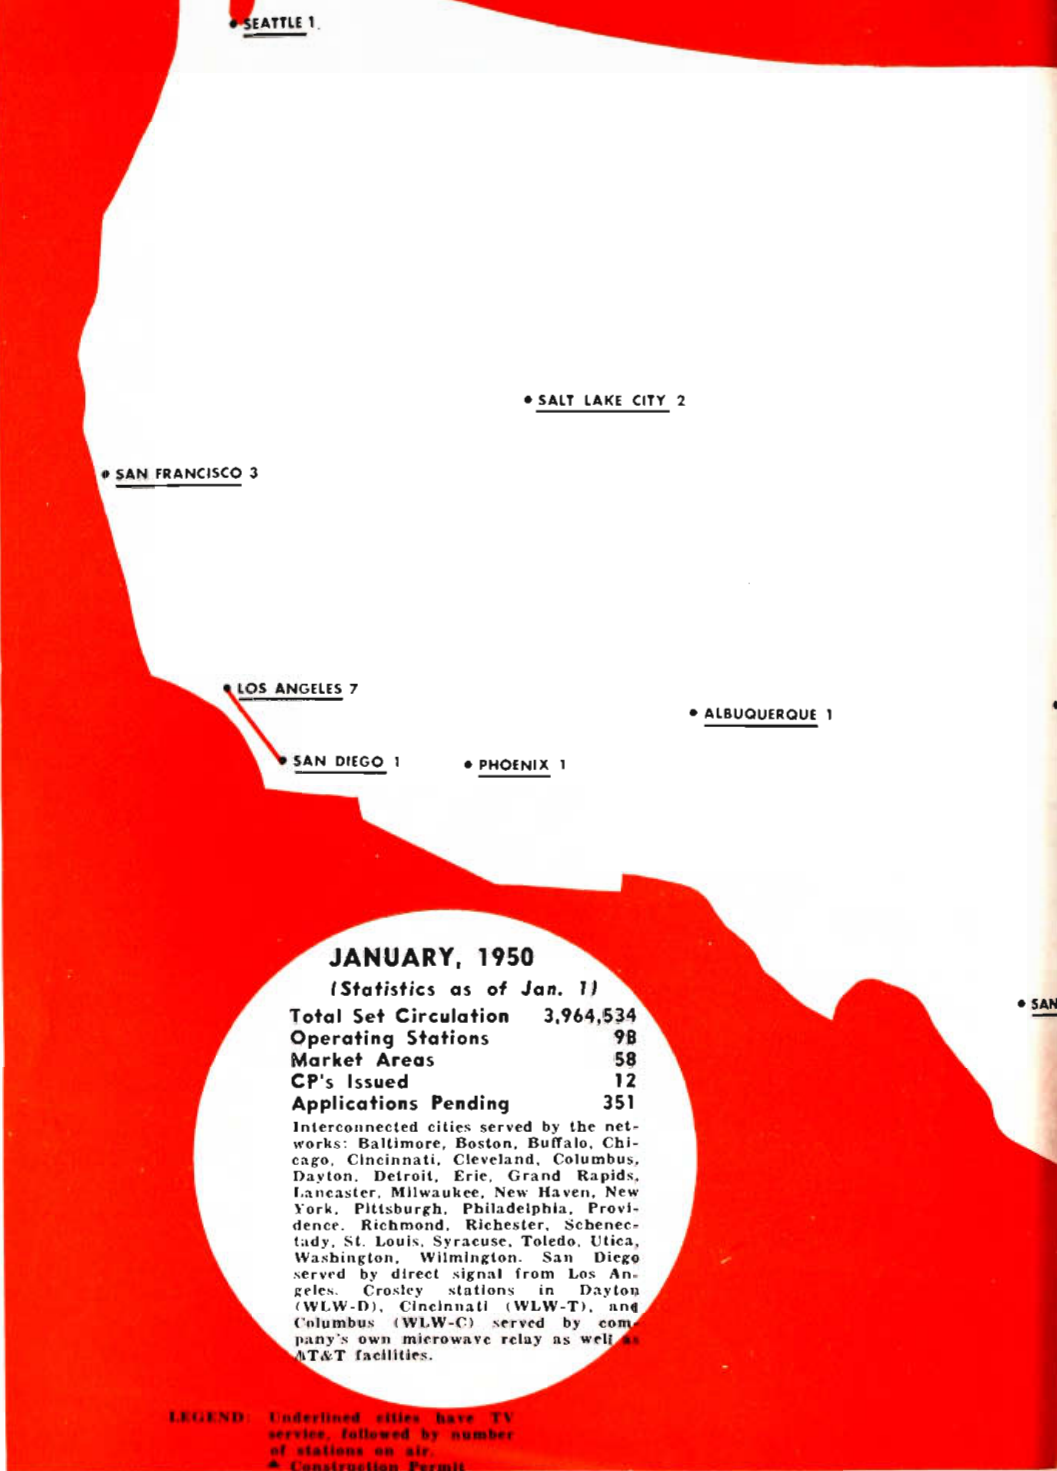 SEATTLE 1
SALT LAKE CITY 2
SAN FRANCISCO 3
LOS ANGELES 7
ALBUQUERQUE 1
SAN DIEGO 1
PHOENIX 1
SAN
JANUARY, 1950
(Statistics as of Jan. 1)
Total Set Circulation 3,964,534
Operating Stations 98
Market Areas 58
CP's Issued 12
Applications Pending 351
Interconnected cities served by the net-
works: Baltimore, Boston, Buffalo, Chi-
cago, Cincinnati, Cleveland, Columbus,
Dayton, Detroit, Erie, Grand Rapids,
Lancaster, Milwaukee, New Haven, New
York, Pittsburgh, Philadelphia, Provi-
dence, Richmond, Richester, Schenec-
tady, St. Louis, Syracuse, Toledo, Utica,
Washington, Wilmington. San Diego
served by direct signal from Los An-
geles. Crosley stations in Dayton
(WLW-D), Cincinnati (WLW-T), and
Columbus (WLW-C) served by com-
pany's own microwave relay as well as
AT&T facilities.
LEGEND: Underlined cities have TV
service, followed by number
of stations on air.
Construction Permit